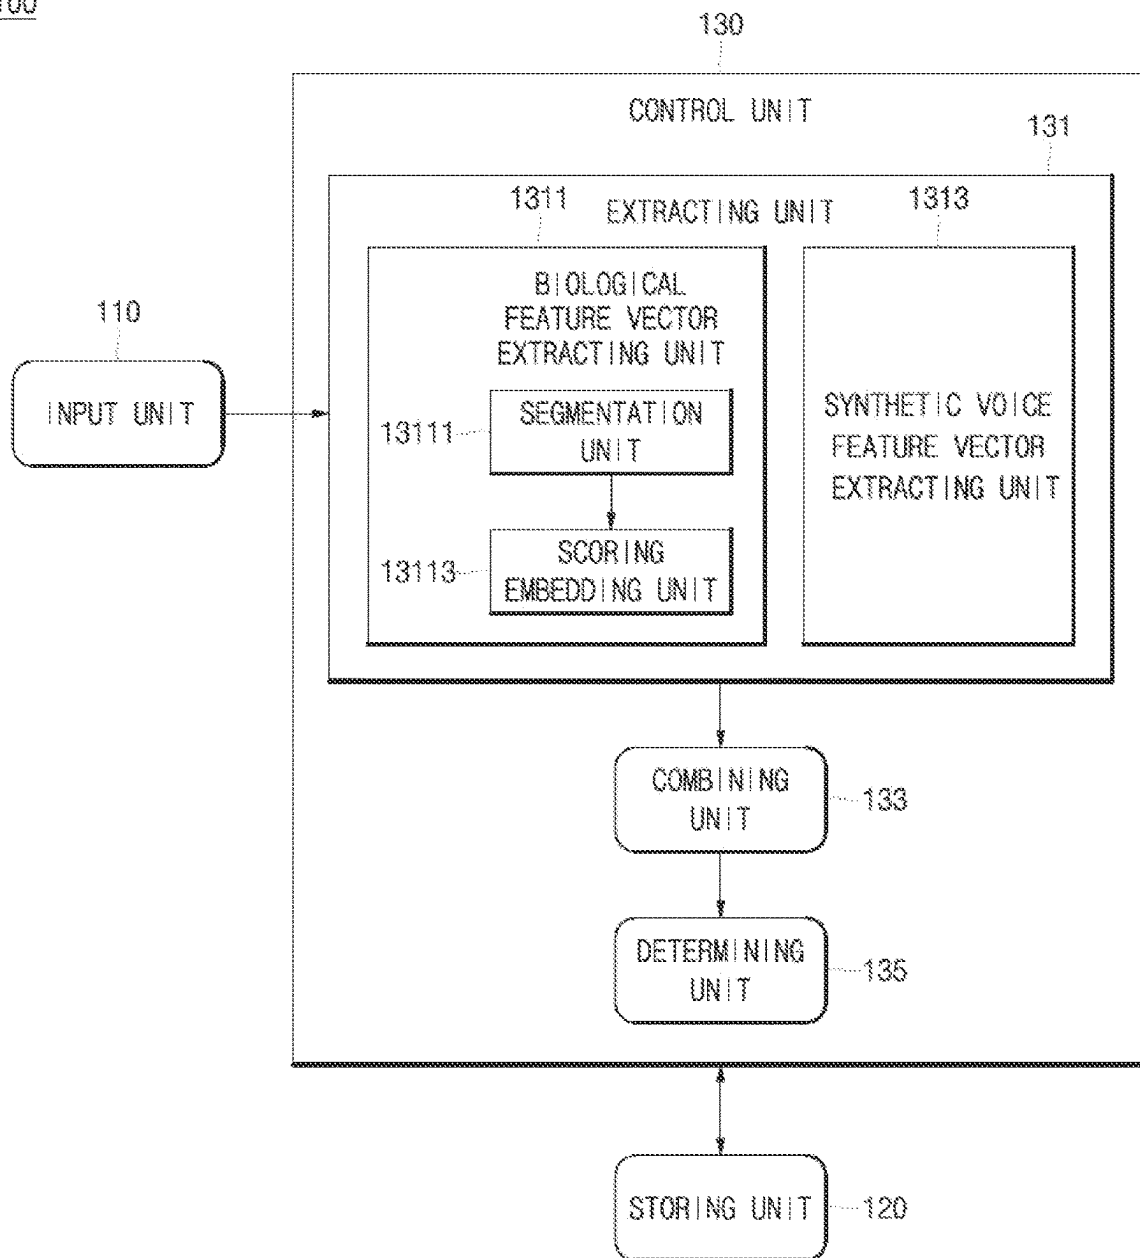 100
130
CONTROL UNIT
131
1311
EXTRACTING UNIT
1313
BIOLOGICAL
FEATURE VECTOR
EXTRACTING UNIT
110
INPUT UNIT
13111
SEGMENTATION
UNIT
SYNTHETIC VOICE
FEATURE VECTOR
EXTRACTING UNIT
13113
SCORING
EMBEDDING UNIT
COMBINING
UNIT
133
DETERMINING
UNIT
135
STORING UNIT
120